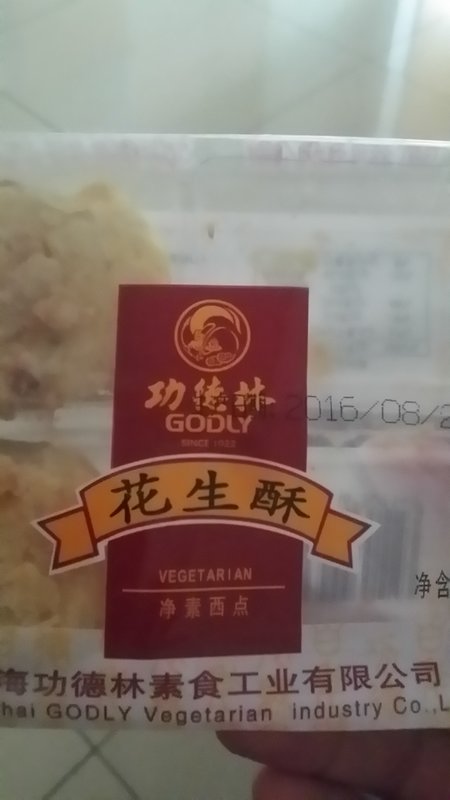 功德林
2016/08/2
GODLY
SINCE 1922
花生酥
VEGETARIAN
净素西点
净含
海功德林素食工业有限公司
hai GODLY Vegetarian industry Co.,L